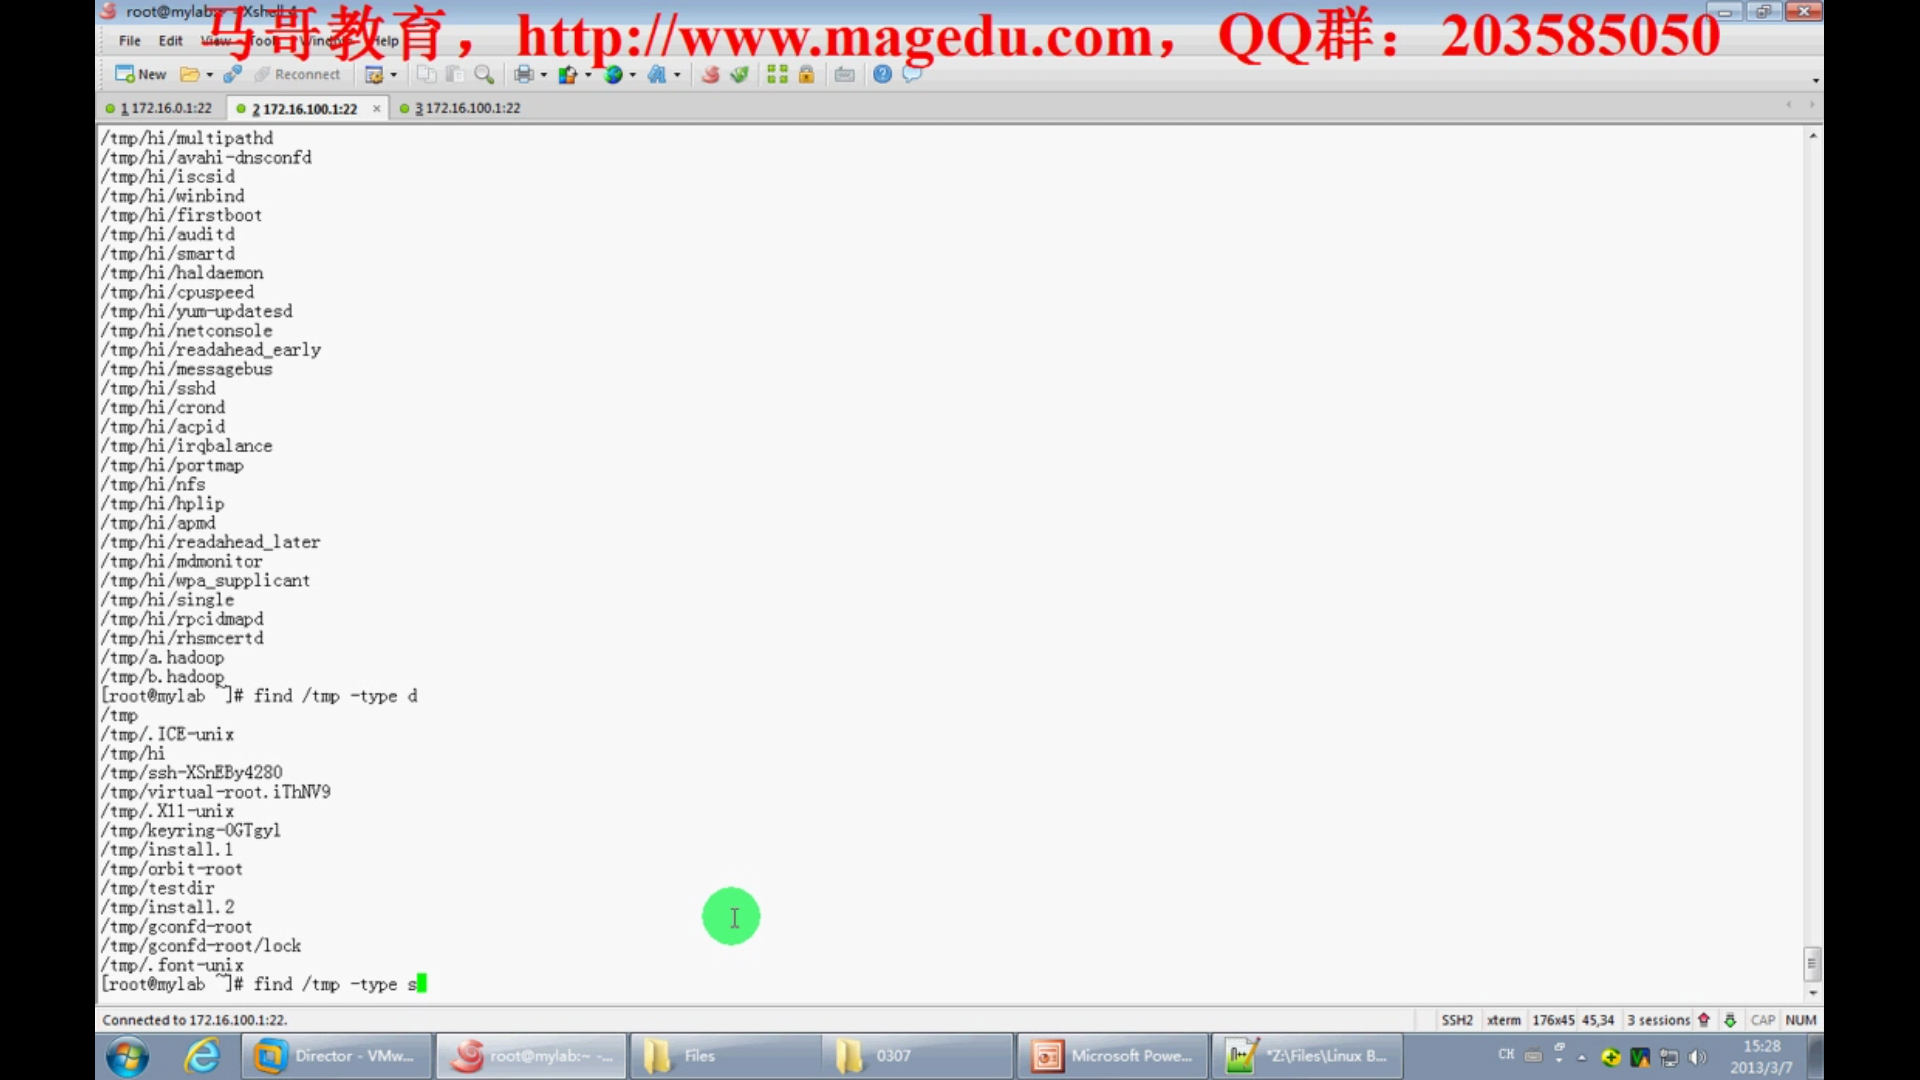 root@mylab:~ - Xshell 4
马哥教育，http://www.magedu.com，QQ群：203585050
File Edit View Tools Window Help
New Reconnect
1 172.16.0.1:22 2 172.16.100.1:22 3 172.16.100.1:22
/tmp/hi/multipathd
/tmp/hi/avahi-dnsconfd
/tmp/hi/iscsid
/tmp/hi/winbind
/tmp/hi/firstboot
/tmp/hi/auditd
/tmp/hi/smartd
/tmp/hi/haldaemon
/tmp/hi/cpuspeed
/tmp/hi/yum-updatesd
/tmp/hi/netconsole
/tmp/hi/readahead_early
/tmp/hi/messagebus
/tmp/hi/sshd
/tmp/hi/crond
/tmp/hi/acpid
/tmp/hi/irqbalance
/tmp/hi/portmap
/tmp/hi/nfs
/tmp/hi/hplip
/tmp/hi/apmd
/tmp/hi/readahead_later
/tmp/hi/mdmonitor
/tmp/hi/wpa_supplicant
/tmp/hi/single
/tmp/hi/rpcidmapd
/tmp/hi/rhsmcertd
/tmp/a.hadoop
/tmp/b.hadoop
[root@mylab ~]# find /tmp -type d
/tmp
/tmp/.ICE-unix
/tmp/hi
/tmp/ssh-XSnEBy4280
/tmp/virtual-root.iThNV9
/tmp/.X11-unix
/tmp/keyring-OGTgyl
/tmp/install.1
/tmp/orbit-root
/tmp/testdir
/tmp/install.2
/tmp/gconfd-root
/tmp/gconfd-root/lock
/tmp/.font-unix
[root@mylab ~]# find /tmp -type s
Connected to 172.16.100.1:22. SSH2 xterm 176x45 45,34 3 sessions CAP NUM
Director - VMw... root@mylab:~ -... Files 0307 Microsoft Powe... *Z:\Files\Linux B... CH 15:28
2013/3/7